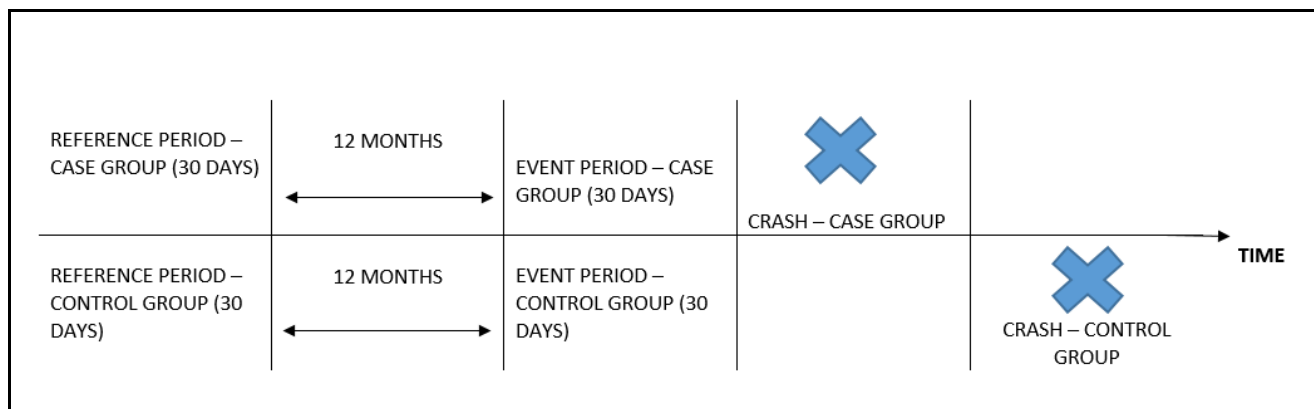 REFERENCE PERIOD –
CASE GROUP (30 DAYS)
12 MONTHS
EVENT PERIOD – CASE
GROUP (30 DAYS)
CRASH – CASE GROUP
TIME
REFERENCE PERIOD –
CONTROL GROUP (30
DAYS)
12 MONTHS
EVENT PERIOD –
CONTROL GROUP (30
DAYS)
CRASH – CONTROL
GROUP